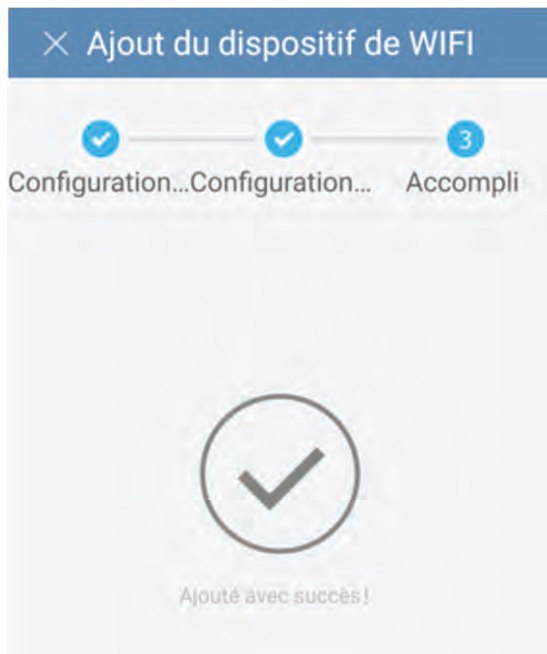 Ajout du dispositif de WIFI
3
Configuration...Configuration... Accompli
Ajouté avec succès!